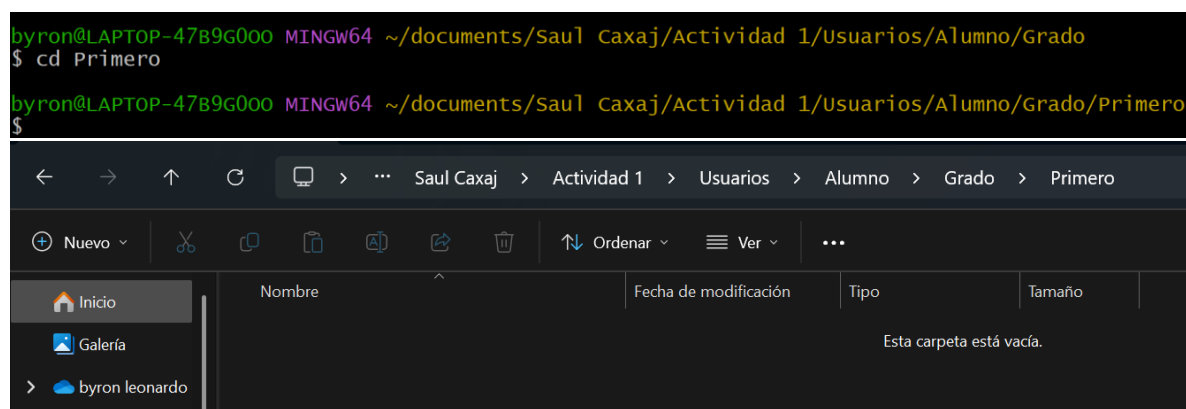 byron@LAPTOP-47B9G0OO MINGW64 ~/documents/Saul Caxaj/Actividad 1/Usuarios/Alumno/Grado
$ cd Primero
byron@LAPTOP-47B9G0OO MINGW64 ~/documents/Saul Caxaj/Actividad 1/Usuarios/Alumno/Grado/Primero
$
> ··· Saul Caxaj > Actividad 1 > Usuarios > Alumno > Grado > Primero
Nuevo Ordenar Ver ···
Nombre Fecha de modificación Tipo Tamaño
Inicio
Galería
Esta carpeta está vacía.
byron leonardo